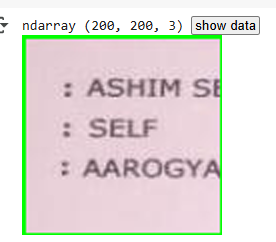 ndarray (200, 200, 3) show data
: ASHIM SE
: SELF
: AAROGYA